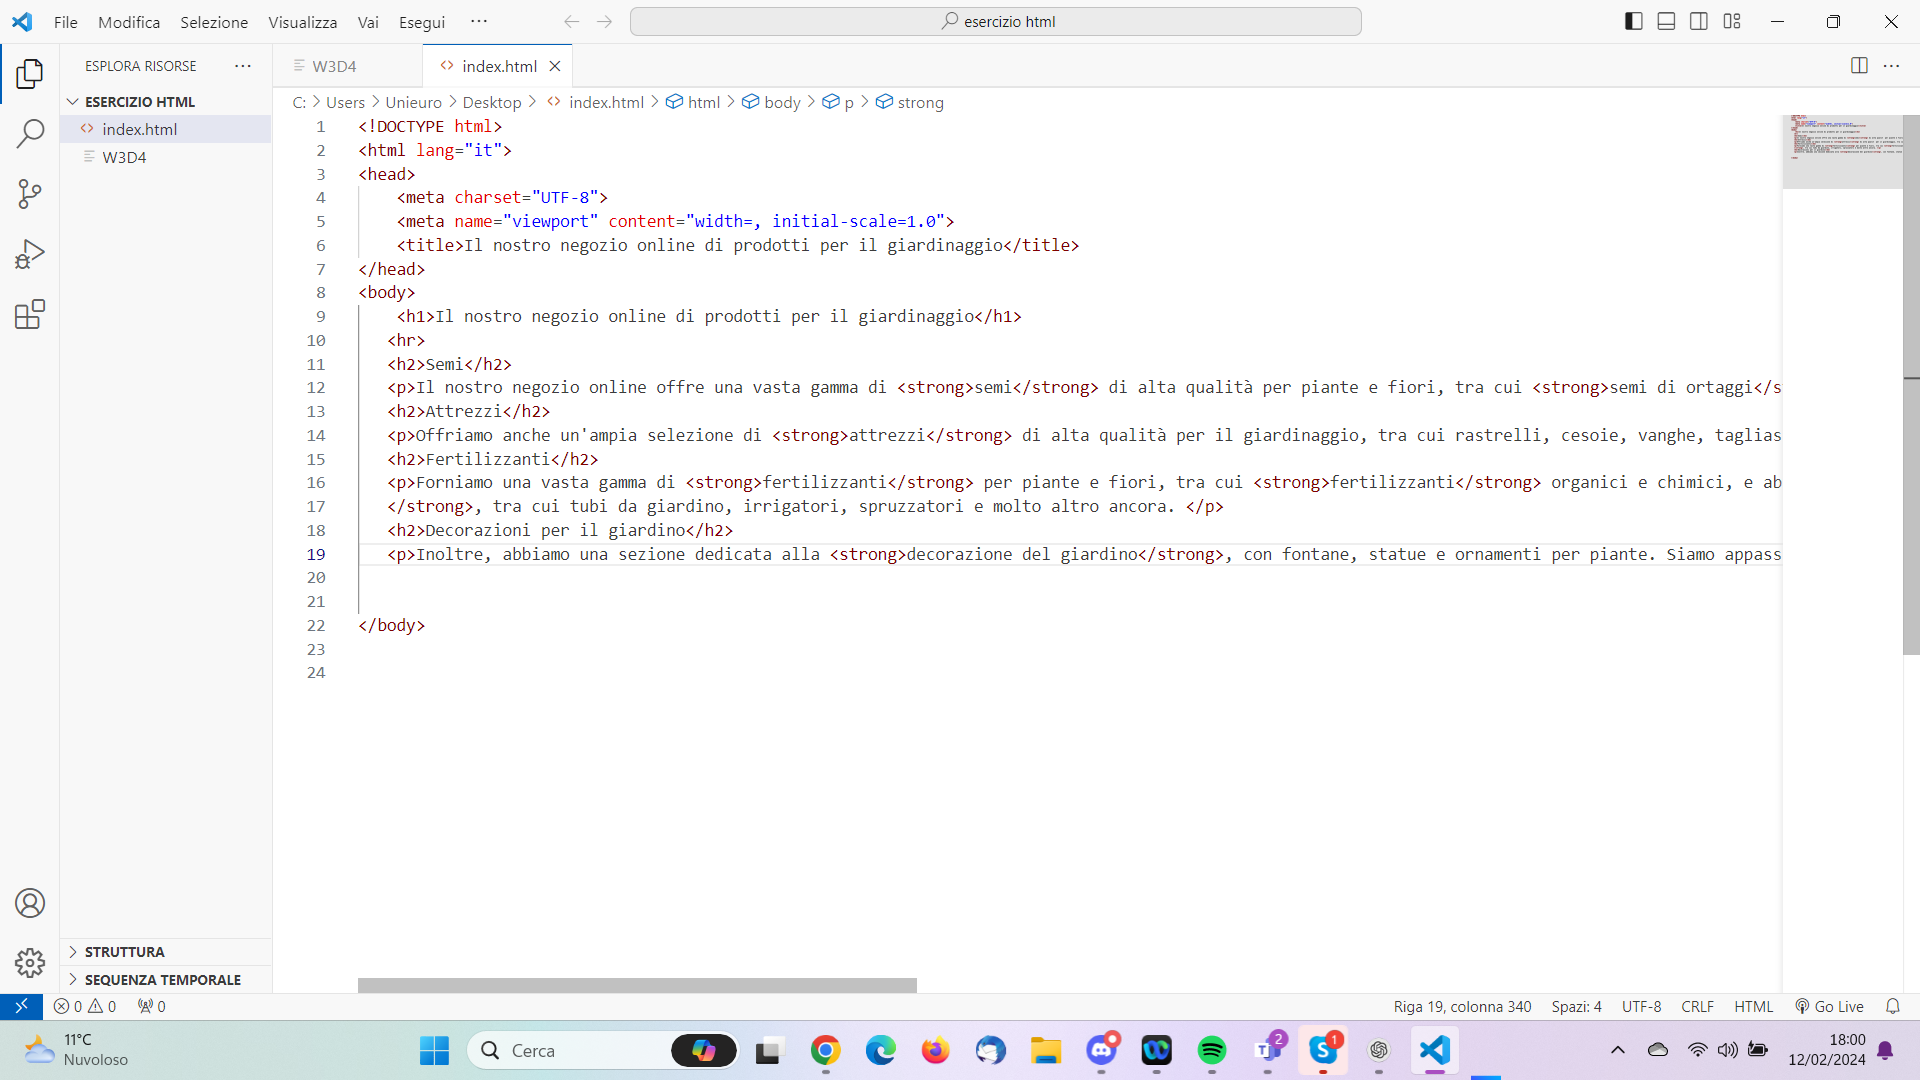 File Modifica Selezione Visualizza Vai Esegui ··· esercizio html
ESPLORA RISORSE ···
ESERCIZIO HTML
index.html
W3D4
W3D4 index.html
C: > Users > Unieuro > Desktop > index.html > html > body > p > strong
1 <!DOCTYPE html>
2 <html lang="it">
3 <head>
4 <meta charset="UTF-8">
5 <meta name="viewport" content="width=, initial-scale=1.0">
6 <title>Il nostro negozio online di prodotti per il giardinaggio</title>
7 </head>
8 <body>
9 <h1>Il nostro negozio online di prodotti per il giardinaggio</h1>
10 <hr>
11 <h2>Semi</h2>
12 <p>Il nostro negozio online offre una vasta gamma di <strong>semi</strong> di alta qualità per piante e fiori, tra cui <strong>semi di ortaggi</s
13 <h2>Attrezzi</h2>
14 <p>Offriamo anche un'ampia selezione di <strong>attrezzi</strong> di alta qualità per il giardinaggio, tra cui rastrelli, cesoie, vanghe, taglias
15 <h2>Fertilizzanti</h2>
16 <p>Forniamo una vasta gamma di <strong>fertilizzanti</strong> per piante e fiori, tra cui <strong>fertilizzanti</strong> organici e chimici, e ab
17 </strong>, tra cui tubi da giardino, irrigatori, spruzzatori e molto altro ancora. </p>
18 <h2>Decorazioni per il giardino</h2>
19 <p>Inoltre, abbiamo una sezione dedicata alla <strong>decorazione del giardino</strong>, con fontane, statue e ornamenti per piante. Siamo appass
20
21
22 </body>
23
24
STRUTTURA
SEQUENZA TEMPORALE
0 0 0 Riga 19, colonna 340 Spazi: 4 UTF-8 CRLF HTML Go Live
11°C
Nuvoloso
Cerca
2
1
18:00
12/02/2024